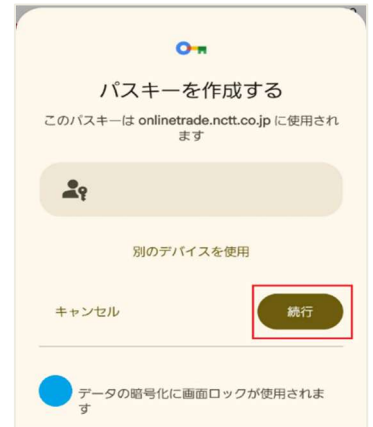 パスキーを作成する
このパスキーは onlinetrade.nctt.co.jp に使用され
ます
別のデバイスを使用
キャンセル
続行
データの暗号化に画面ロックが使用されま
す